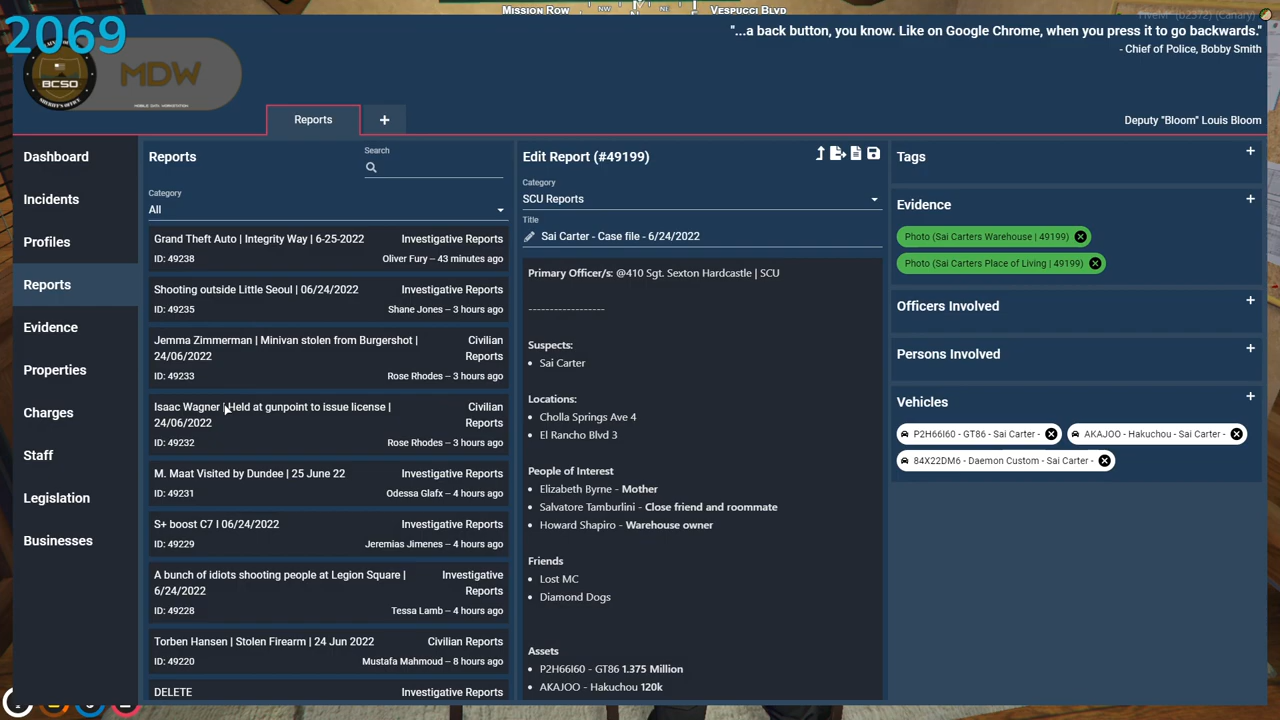 Mission Row
NW
N
NE
Vespucci Blvd
2069
FiveM® (b2372) (Canary)
"...a back button, you know. Like on Google Chrome, when you press it to go backwards."
- Chief of Police, Bobby Smith
BCSO
SHERIFF'S OFFICE
MDW
MOBILE DATA WORKSTATION
Reports
+
Deputy "Bloom" Louis Bloom
Dashboard
Incidents
Profiles
Reports
Evidence
Properties
Charges
Staff
Legislation
Businesses
Reports
Search
Category
All
Grand Theft Auto | Integrity Way | 6-25-2022 Investigative Reports
ID: 49238 Oliver Fury – 43 minutes ago
Shooting outside Little Seoul | 06/24/2022 Investigative Reports
ID: 49235 Shane Jones – 3 hours ago
Jemma Zimmerman | Minivan stolen from Burgershot | Civilian
24/06/2022 Reports
ID: 49233 Rose Rhodes – 3 hours ago
Isaac Wagner | Held at gunpoint to issue license | Civilian
24/06/2022 Reports
ID: 49232 Rose Rhodes – 3 hours ago
M. Maat Visited by Dundee | 25 June 22 Investigative Reports
ID: 49231 Odessa Glafx – 4 hours ago
S+ boost C7 I 06/24/2022 Investigative Reports
ID: 49229 Jeremias Jimenes – 4 hours ago
A bunch of idiots shooting people at Legion Square | Investigative
6/24/2022 Reports
ID: 49228 Tessa Lamb – 4 hours ago
Torben Hansen | Stolen Firearm | 24 Jun 2022 Civilian Reports
ID: 49220 Mustafa Mahmoud – 8 hours ago
DELETE Investigative Reports
Edit Report (#49199)
Category
SCU Reports
Title
Sai Carter - Case file - 6/24/2022
Primary Officer/s: @410 Sgt. Sexton Hardcastle | SCU
------------------
Suspects:
• Sai Carter
Locations:
• Cholla Springs Ave 4
• El Rancho Blvd 3
People of Interest
• Elizabeth Byrne - Mother
• Salvatore Tamburlini - Close friend and roommate
• Howard Shapiro - Warehouse owner
Friends
• Lost MC
• Diamond Dogs
Assets
• P2H66I60 - GT86 1.375 Million
• AKAJOO - Hakuchou 120k
Tags +
Evidence +
Photo (Sai Carters Warehouse | 49199)
Photo (Sai Carters Place of Living | 49199)
Officers Involved +
Persons Involved +
Vehicles +
P2H66I60 - GT86 - Sai Carter -
AKAJOO - Hakuchou - Sai Carter -
84X22DM6 - Daemon Custom - Sai Carter -